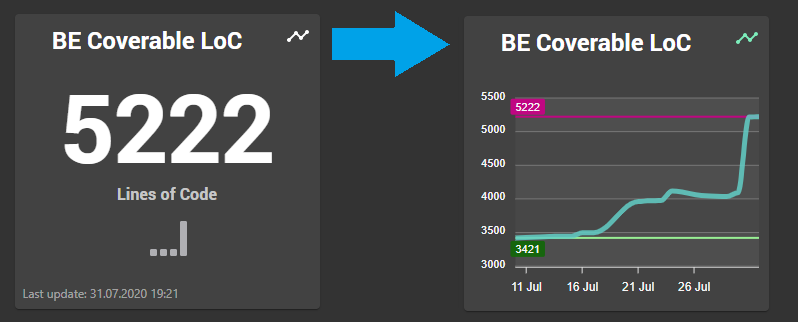 BE Coverable LoC
5222
Lines of Code
Last update: 31.07.2020 19:21
BE Coverable LoC
5500
5222
5000
4500
4000
3500
3421
3000
11 Jul 16 Jul 21 Jul 26 Jul